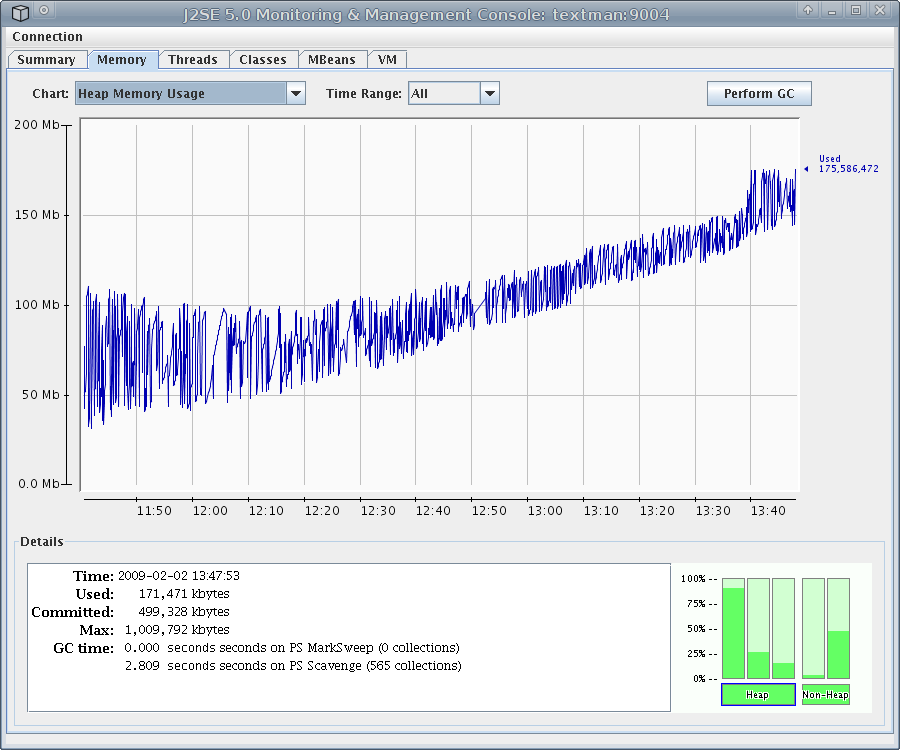 J2SE 5.0 Monitoring & Management Console: textman:9004
Connection
Summary Memory Threads Classes MBeans VM
Chart: Heap Memory Usage Time Range: All Perform GC
200 Mb
Used
175,586,472
150 Mb
100 Mb
50 Mb
0.0 Mb
11:50 12:00 12:10 12:20 12:30 12:40 12:50 13:00 13:10 13:20 13:30 13:40
Details
Time: 2009-02-02 13:47:53
Used: 171,471 kbytes
Committed: 499,328 kbytes
Max: 1,009,792 kbytes
GC time: 0.000 seconds seconds on PS MarkSweep (0 collections)
2.809 seconds seconds on PS Scavenge (565 collections)
100% --
75% --
50% --
25% --
0% --
Heap Non-Heap